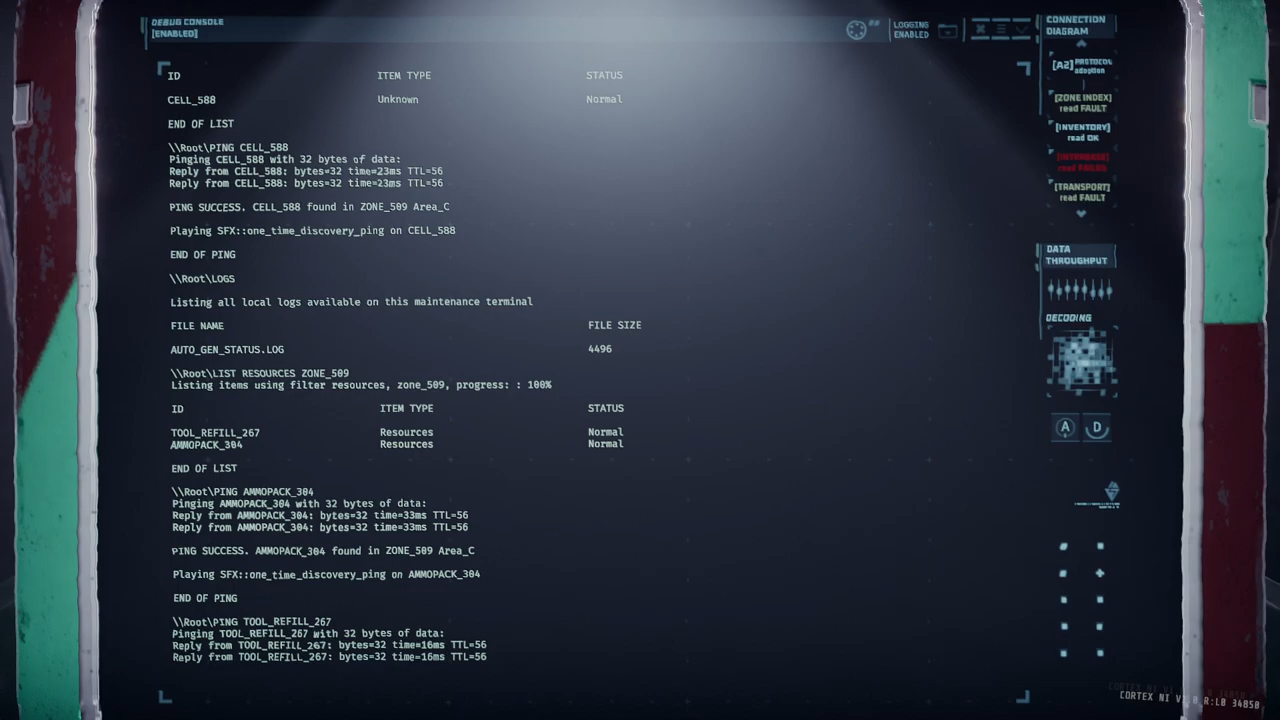 DEBUG CONSOLE
[ENABLED]
LOGGING
ENABLED
CONNECTION
DIAGRAM
ID ITEM TYPE STATUS
CELL_588 Unknown Normal
END OF LIST
\\Root\PING CELL_588
Pinging CELL_588 with 32 bytes of data:
Reply from CELL_588: bytes=32 time=23ms TTL=56
Reply from CELL_588: bytes=32 time=23ms TTL=56
PING SUCCESS. CELL_588 found in ZONE_509 Area_C
Playing SFX::one_time_discovery_ping on CELL_588
END OF PING
\\Root\LOGS
Listing all local logs available on this maintenance terminal
FILE NAME FILE SIZE
AUTO_GEN_STATUS.LOG 4496
\\Root\LIST RESOURCES ZONE_509
Listing items using filter resources, zone_509, progress: : 100%
ID ITEM TYPE STATUS
TOOL_REFILL_267 Resources Normal
AMMOPACK_304 Resources Normal
END OF LIST
\\Root\PING AMMOPACK_304
Pinging AMMOPACK_304 with 32 bytes of data:
Reply from AMMOPACK_304: bytes=32 time=33ms TTL=56
Reply from AMMOPACK_304: bytes=32 time=33ms TTL=56
PING SUCCESS. AMMOPACK_304 found in ZONE_509 Area_C
Playing SFX::one_time_discovery_ping on AMMOPACK_304
END OF PING
\\Root\PING TOOL_REFILL_267
Pinging TOOL_REFILL_267 with 32 bytes of data:
Reply from TOOL_REFILL_267: bytes=32 time=16ms TTL=56
Reply from TOOL_REFILL_267: bytes=32 time=16ms TTL=56
[A2] PROTOCOL
adoption
[ZONE INDEX]
read FAULT
[INVENTORY]
read OK
read FAILED
[TRANSPORT]
read FAULT
DATA
THROUGHPUT
DECODING
A D
CORTEX NI R:L0 34850